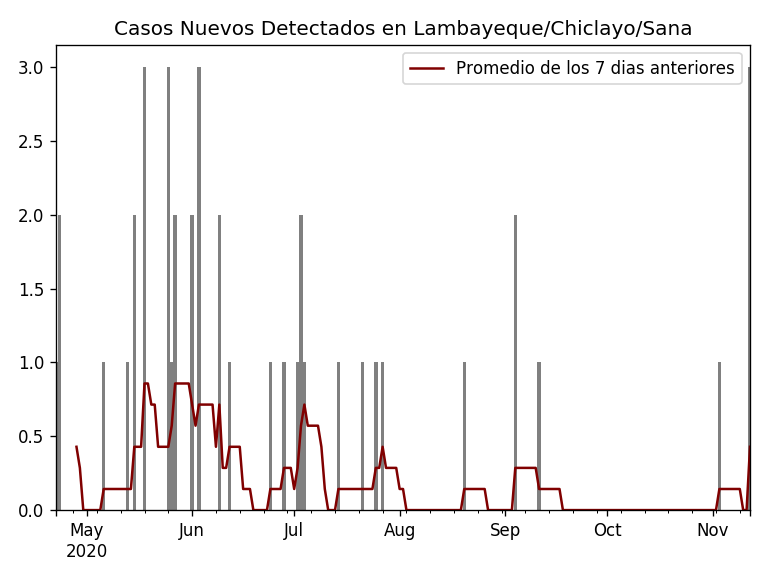 Casos Nuevos Detectados en Lambayeque/Chiclayo/Sana
Promedio de los 7 dias anteriores
3.0
2.5
2.0
1.5
1.0
0.5
0.0
May Jun Jul Aug Sep Oct Nov
2020